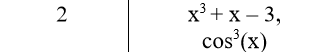 2 x³ + x – 3,
cos³(x)